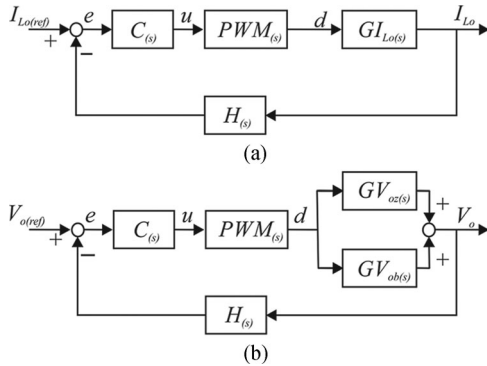 I_Lo(ref) e C(s) u PWM(s) d GI_Lo(s) I_Lo
+
−
H(s)
(a)
GV_oz(s) +
V_o(ref) e C(s) u PWM(s) d V_o
+
− GV_ob(s) +
H(s)
(b)